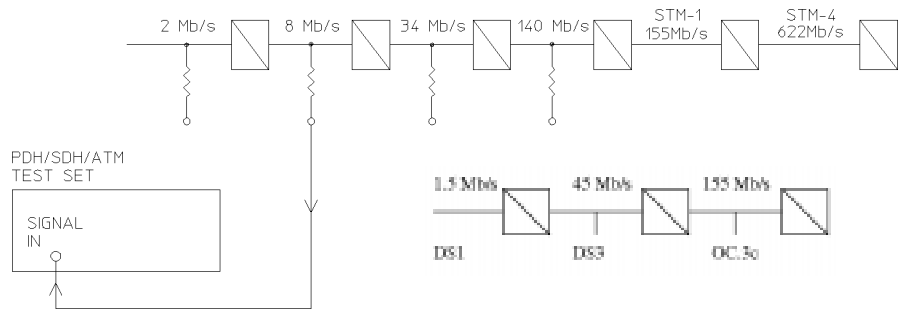 2 Mb/s
8 Mb/s
34 Mb/s
140 Mb/s
STM-1
155Mb/s
STM-4
622Mb/s
PDH/SDH/ATM
TEST SET
SIGNAL
IN
1.5 Mb/s
45 Mb/s
155 Mb/s
DS1
DS3
OC.3c